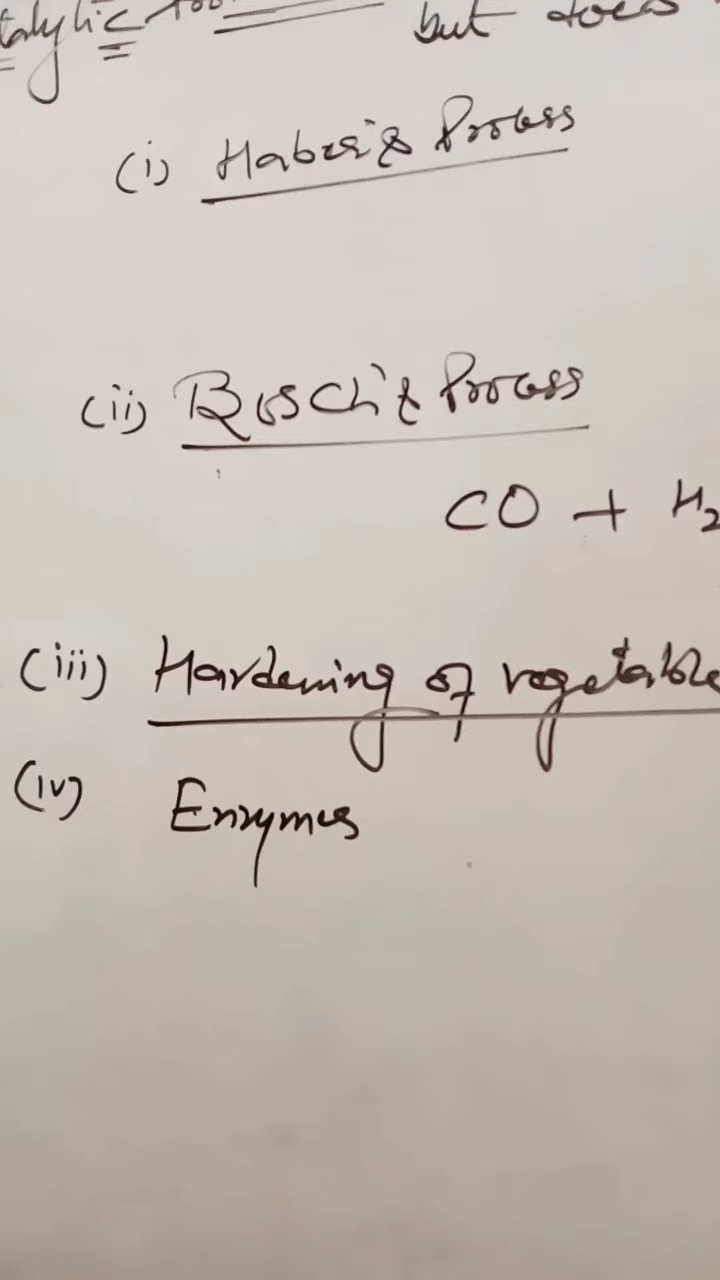 but does
(i) Haber's Process
(ii) Bosch's Process
CO + H2
(iii) Hardening of vegetable
(iv) Enzymes